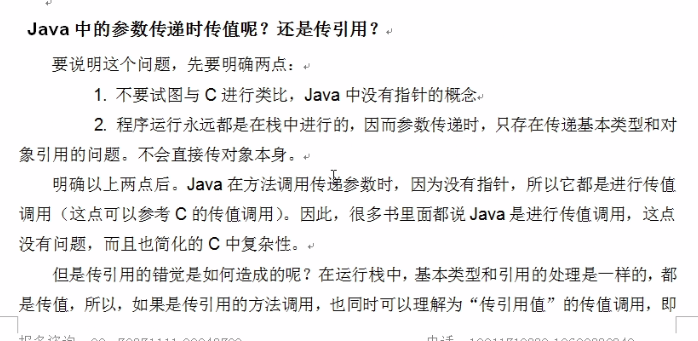 Java 中的参数传递时传值呢？还是传引用？
要说明这个问题，先要明确两点：
1. 不要试图与 C 进行类比，Java 中没有指针的概念
2. 程序运行永远都是在栈中进行的，因而参数传递时，只存在传递基本类型和对
象引用的问题。不会直接传对象本身。
明确以上两点后。Java 在方法调用传递参数时，因为没有指针，所以它都是进行传值
调用（这点可以参考 C 的传值调用）。因此，很多书里面都说 Java 是进行传值调用，这点
没有问题，而且也简化的 C 中复杂性。
但是传引用的错觉是如何造成的呢？在运行栈中，基本类型和引用的处理是一样的，都
是传值，所以，如果是传引用的方法调用，也同时可以理解为“传引用值”的传值调用，即